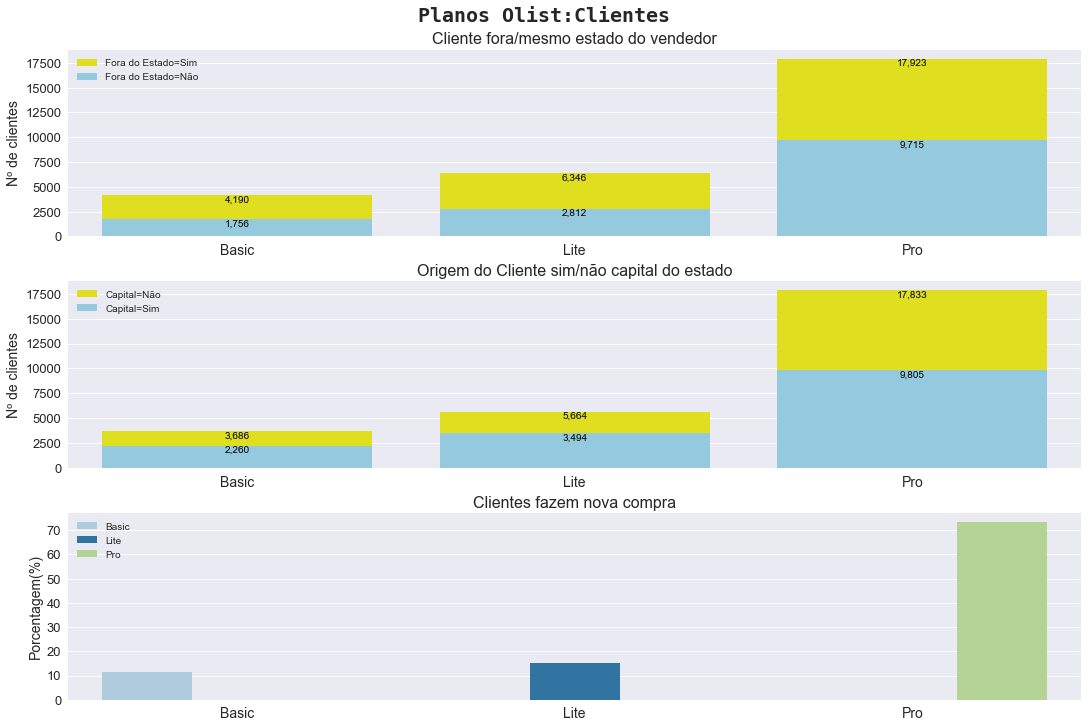 Planos Olist:Clientes
Cliente fora/mesmo estado do vendedor
Fora do Estado=Sim
Fora do Estado=Não
Nº de clientes
17500
15000
12500
10000
7500
5000
2500
0
4,190
1,756
6,346
2,812
17,923
9,715
Basic
Lite
Pro
Origem do Cliente sim/não capital do estado
Capital=Não
Capital=Sim
Nº de clientes
17500
15000
12500
10000
7500
5000
2500
0
3,686
2,260
5,664
3,494
17,833
9,805
Basic
Lite
Pro
Clientes fazem nova compra
Basic
Lite
Pro
Porcentagem(%)
70
60
50
40
30
20
10
0
Basic
Lite
Pro